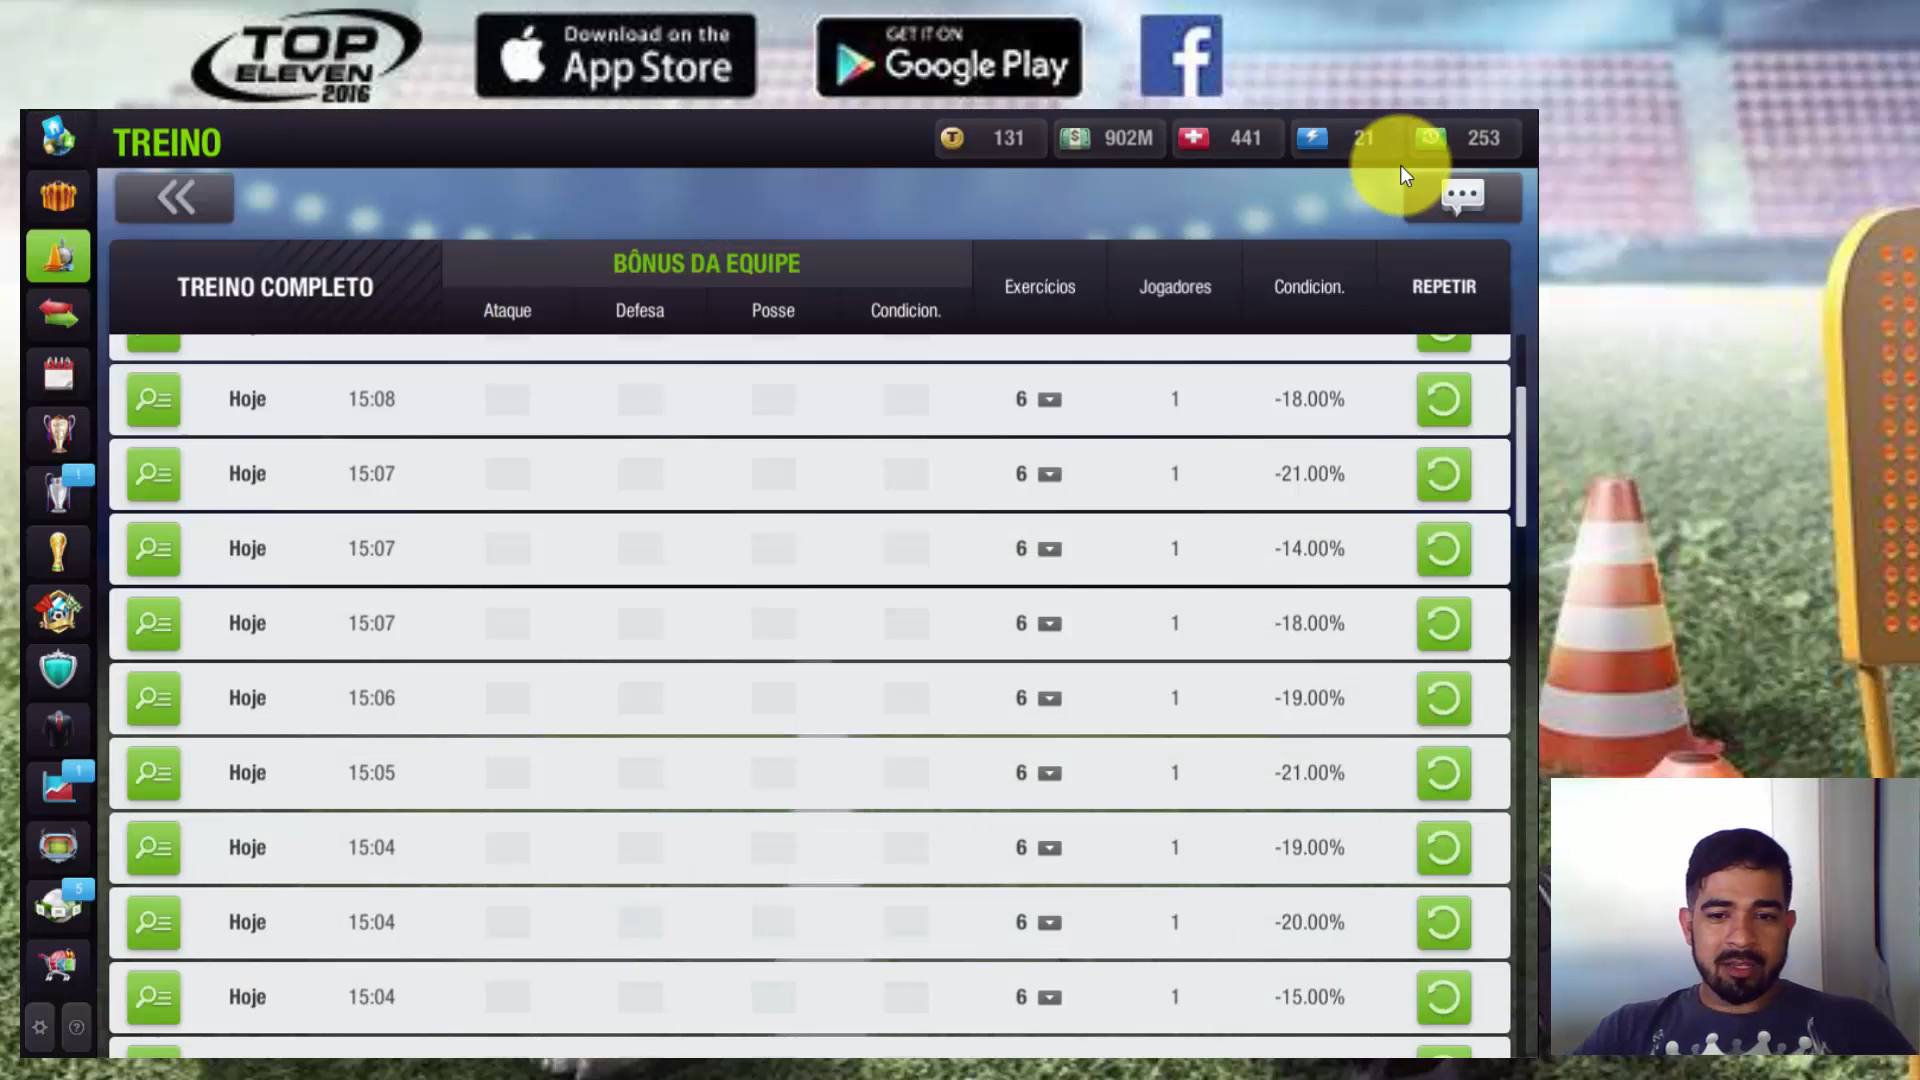 TOP ELEVEN 2016
Download on the App Store
GET IT ON Google Play
f
TREINO
T 131 $ 902M 441 21 253
TREINO COMPLETO
BÔNUS DA EQUIPE
Ataque Defesa Posse Condicion.
Exercícios Jogadores Condicion. REPETIR
Hoje 15:08 6 1 -18.00%
Hoje 15:07 6 1 -21.00%
Hoje 15:07 6 1 -14.00%
Hoje 15:07 6 1 -18.00%
Hoje 15:06 6 1 -19.00%
Hoje 15:05 6 1 -21.00%
Hoje 15:04 6 1 -19.00%
Hoje 15:04 6 1 -20.00%
Hoje 15:04 6 1 -15.00%
1
1
5
?